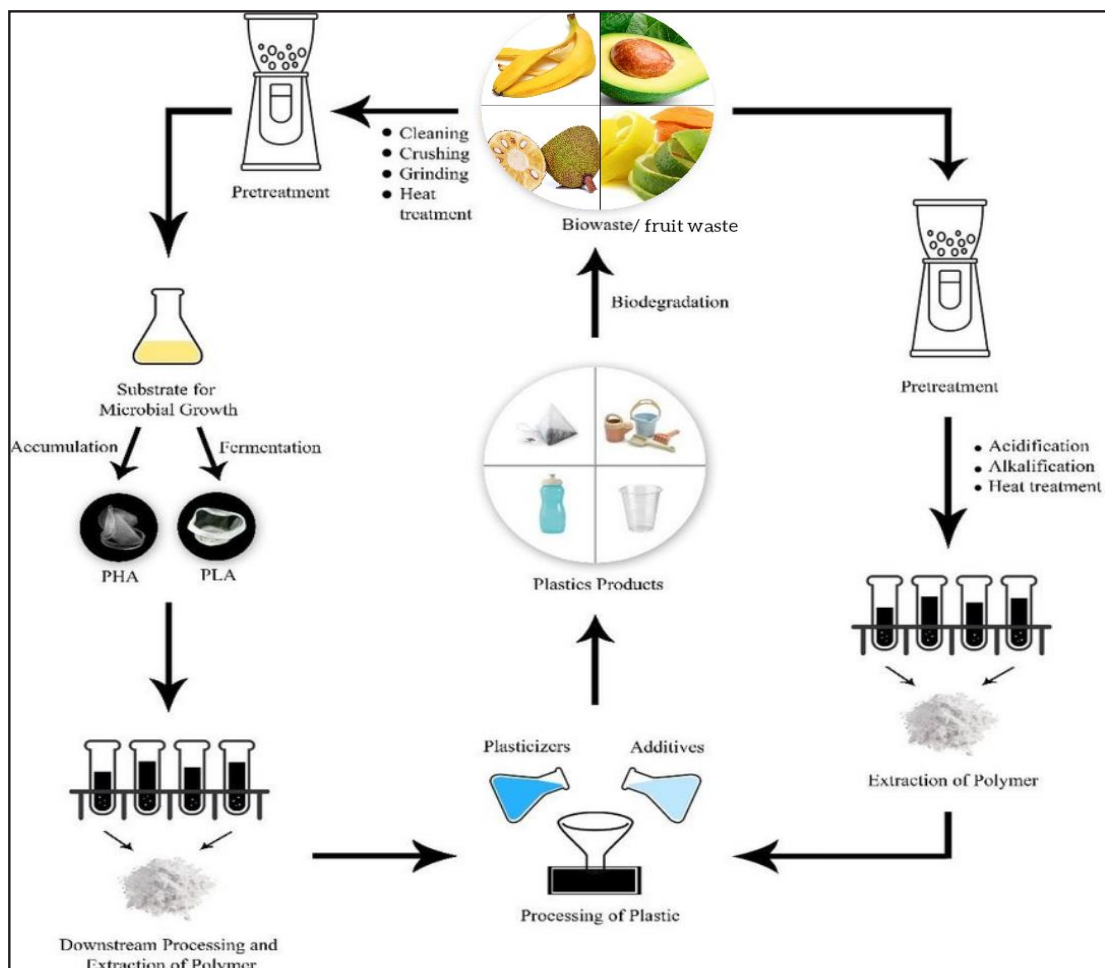 Pretreatment
Cleaning
Crushing
Grinding
Heat
treatment
Biowaste/ fruit waste
Biodegradation
Substrate for
Microbial Growth
Accumulation
Fermentation
PHA
PLA
Downstream Processing and
Extraction of Polymer
Plastics Products
Plasticizers
Additives
Processing of Plastic
Pretreatment
Acidification
Alkalification
Heat treatment
Extraction of Polymer